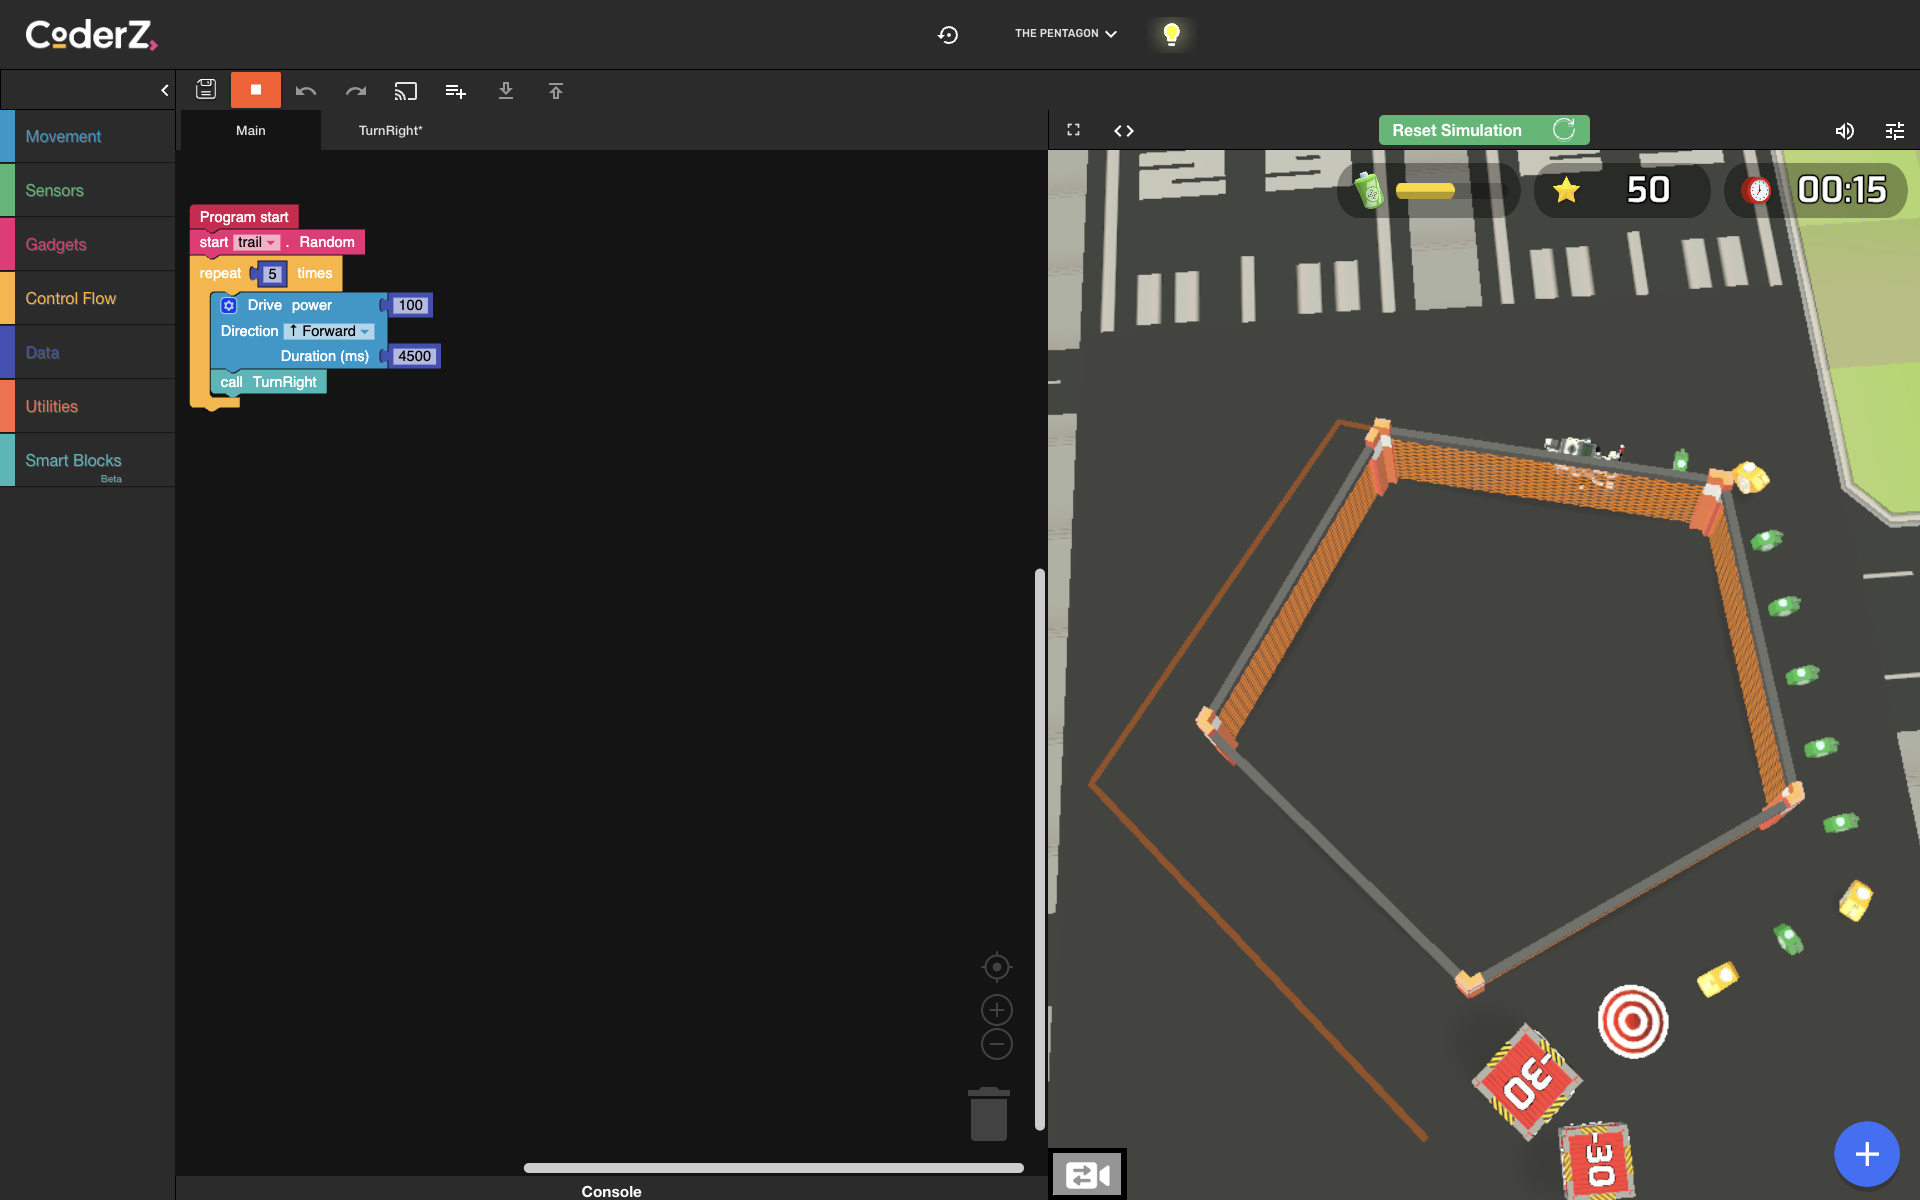 CoderZ
THE PENTAGON
Movement
Sensors
Gadgets
Control Flow
Data
Utilities
Smart Blocks
Beta
Main
TurnRight*
Program start
start trail . Random
repeat 5 times
Drive power 100
Direction ↑ Forward
Duration (ms) 4500
call TurnRight
Console
Reset Simulation
50
00:15
-30
-30